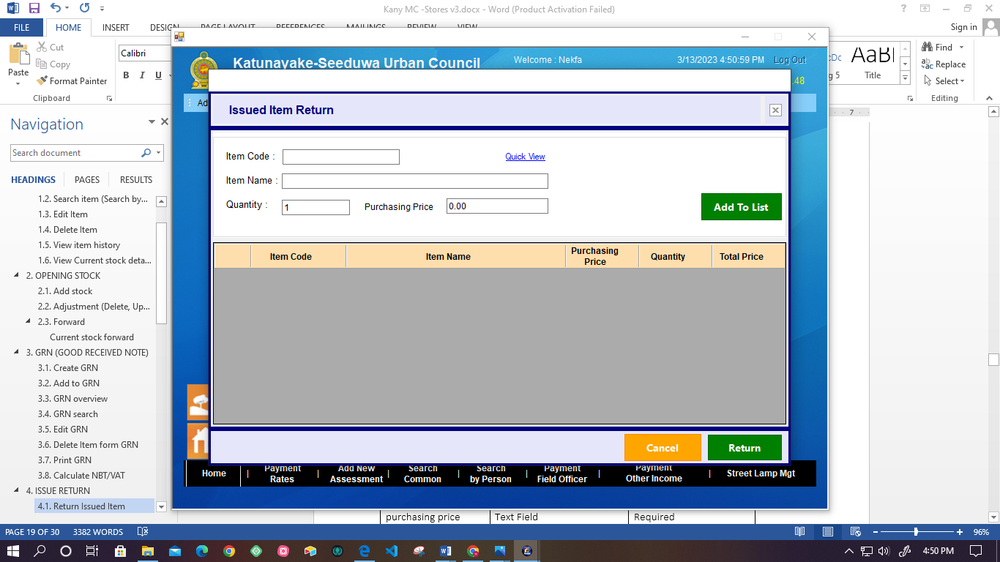 Kany MC -Stores v3.docx - Word (Product Activation Failed)
FILE HOME INSERT DESIGN PAGE LAYOUT REFERENCES MAILINGS REVIEW VIEW Sign in
Paste
Cut
Copy
Format Painter
Clipboard
Calibri
B I U
5
Title
Find
Replace
Select
Editing
Navigation
Search document
HEADINGS PAGES RESULTS
1.2. Search item (Search by...
1.3. Edit Item
1.4. Delete Item
1.5. View item history
1.6. View Current stock deta...
2. OPENING STOCK
2.1. Add stock
2.2. Adjustment (Delete, Up...
2.3. Forward
Current stock forward
3. GRN (GOOD RECEIVED NOTE)
3.1. Create GRN
3.2. Add to GRN
3.3. GRN overview
3.4. GRN search
3.5. Edit GRN
3.6. Delete Item form GRN
3.7. Print GRN
3.8. Calculate NBT/VAT
4. ISSUE RETURN
4.1. Return Issued Item
Katunayake-Seeduwa Urban Council
Welcome : Nekfa
3/13/2023 4:50:59 PM
Log Out
.48
Ad
Issued Item Return
Item Code :
Quick View
Item Name :
Quantity : 1 Purchasing Price 0.00
Add To List
Item Code Item Name Purchasing Price Quantity Total Price
Cancel Return
Home | Payment Rates | Add New Assessment | Search Common | Search by Person | Payment Field Officer | Payment Other Income | Street Lamp Mgt
7
purchasing price Text Field Required
PAGE 19 OF 30 3382 WORDS 96%
4:50 PM